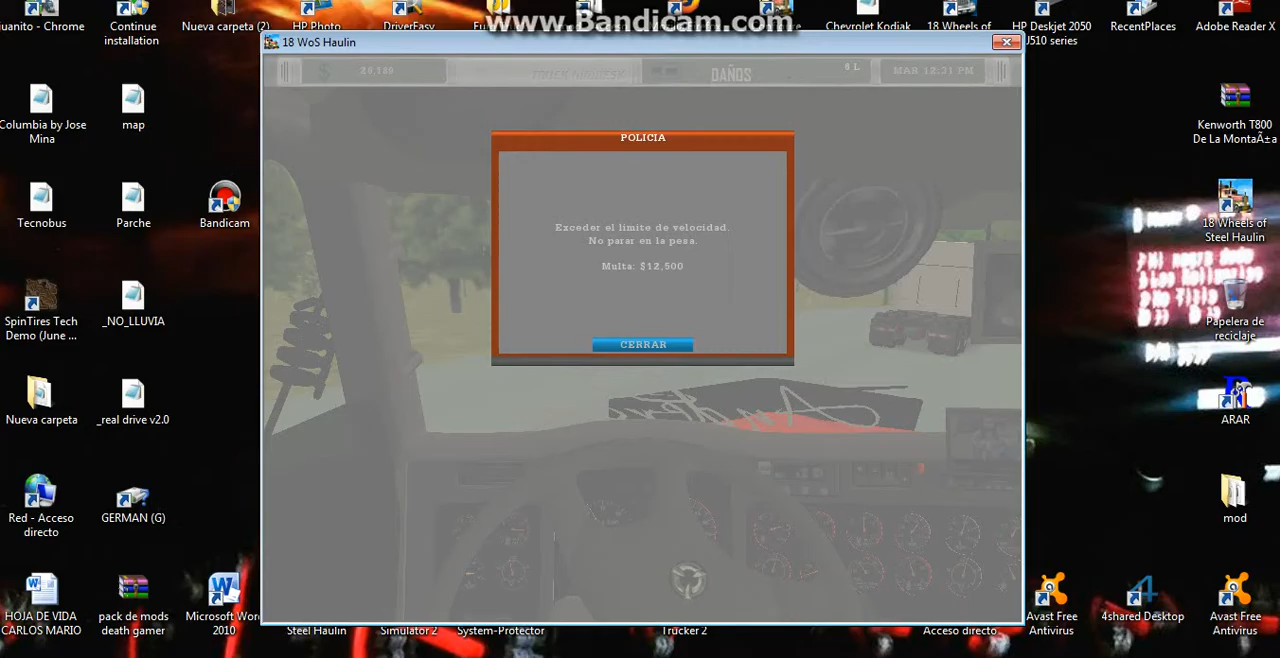 www.Bandicam.com
juanito - Chrome
Continue
installation
Nueva carpeta (2)
HP Photo
DriverEasy
Chevrolet Kodiak
18 Wheels of
HP Deskjet 2050
J510 series
RecentPlaces
Adobe Reader X
18 WoS Haulin
DAÑOS
8 L
MAR 12:31 PM
POLICIA
Exceder el limite de velocidad.
No parar en la pesa.
Multa: $12,500
CERRAR
Columbia by Jose
Mina
map
Kenworth T800
De La MontaÃ±a
Tecnobus
Parche
Bandicam
18 Wheels of
Steel Haulin
SpinTires Tech
Demo (June ...
_NO_LLUVIA
Papelera de
reciclaje
Nueva carpeta
_real drive v2.0
ARAR
Red - Acceso
directo
GERMAN (G)
mod
HOJA DE VIDA
CARLOS MARIO
pack de mods
death gamer
Microsoft Wor
2010
Steel Haulin
Simulator 2
System-Protector
Trucker 2
Acceso directo
Avast Free
Antivirus
4shared Desktop
Avast Free
Antivirus